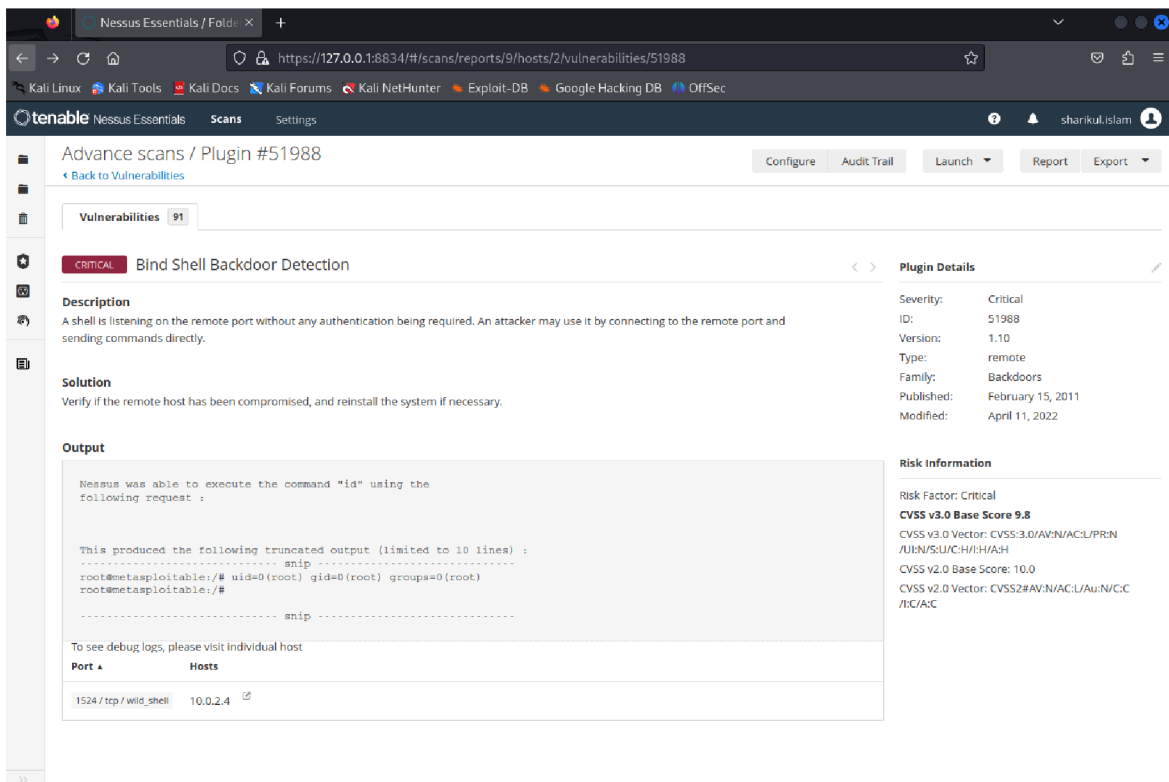 Nessus Essentials / Folde
https://127.0.0.1:8834/#/scans/reports/9/hosts/2/vulnerabilities/51988
Kali Linux Kali Tools Kali Docs Kali Forums Kali NetHunter Exploit-DB Google Hacking DB OffSec
tenable Nessus Essentials Scans Settings sharikul.islam
Advance scans / Plugin #51988
Configure Audit Trail Launch Report Export
Back to Vulnerabilities
Vulnerabilities 91
CRITICAL Bind Shell Backdoor Detection
Description
A shell is listening on the remote port without any authentication being required. An attacker may use it by connecting to the remote port and
sending commands directly.
Solution
Verify if the remote host has been compromised, and reinstall the system if necessary.
Output
Nessus was able to execute the command "id" using the
following request :
This produced the following truncated output (limited to 10 lines) :
------------------------------ snip ------------------------------
root@metasploitable:/# uid=0(root) gid=0(root) groups=0(root)
root@metasploitable:/#
------------------------------ snip ------------------------------
To see debug logs, please visit individual host
Port Hosts
1524 / tcp / wild_shell 10.0.2.4
Plugin Details
Severity: Critical
ID: 51988
Version: 1.10
Type: remote
Family: Backdoors
Published: February 15, 2011
Modified: April 11, 2022
Risk Information
Risk Factor: Critical
CVSS v3.0 Base Score 9.8
CVSS v3.0 Vector: CVSS:3.0/AV:N/AC:L/PR:N
/UI:N/S:U/C:H/I:H/A:H
CVSS v2.0 Base Score: 10.0
CVSS v2.0 Vector: CVSS2#AV:N/AC:L/Au:N/C:C
/I:C/A:C